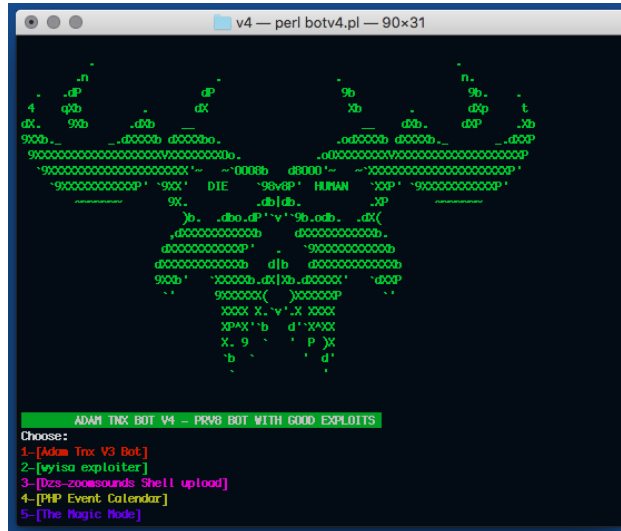 v4 — perl botv4.pl — 90×31
DIE HUMAN
ADAM TNX BOT V4 - PRV8 BOT WITH GOOD EXPLOITS
Choose:
1-[Adam Tnx V3 Bot]
2-[wyisa exploiter]
3-[Dzs-zoomsounds Shell upload]
4-[PHP Event Calendar]
5-[The Magic Mode]